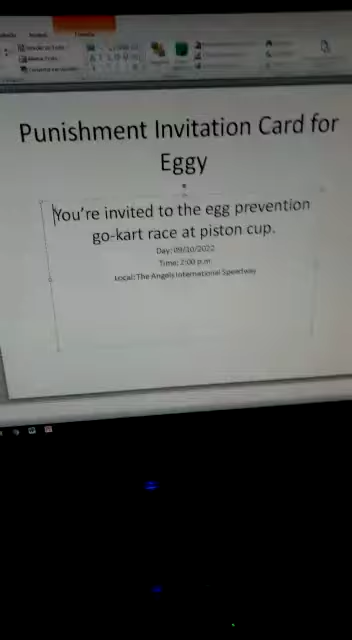 Punishment Invitation Card for
Eggy
You're invited to the egg prevention
go-kart race at piston cup.
Day: 09/10/2022
Time: 2:00 p.m
Local: The Angels International Speedway